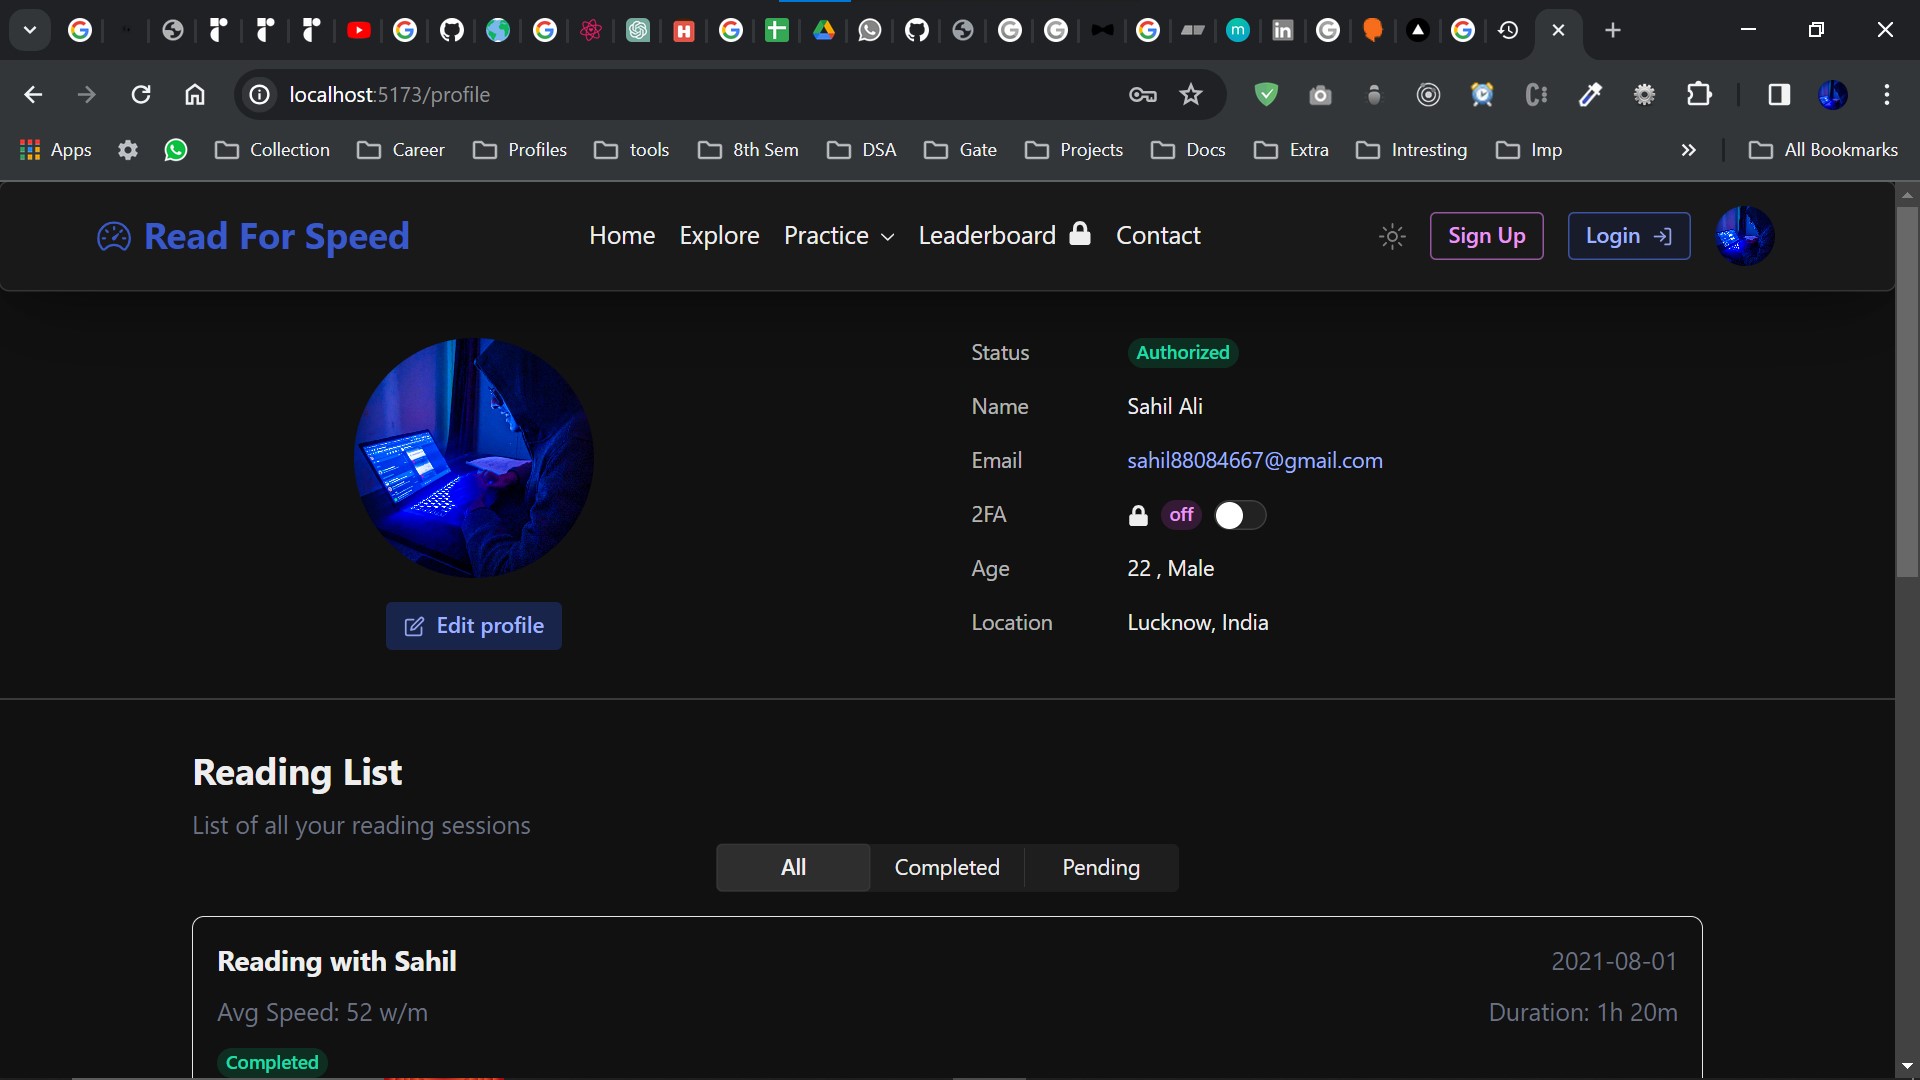 localhost:5173/profile
Apps Collection Career Profiles tools 8th Sem DSA Gate Projects Docs Extra Intresting Imp » All Bookmarks
Read For Speed Home Explore Practice Leaderboard Contact Sign Up Login
Status Authorized
Name Sahil Ali
Email sahil88084667@gmail.com
2FA off
Age 22 , Male
Location Lucknow, India
Edit profile
Reading List
List of all your reading sessions
All Completed Pending
Reading with Sahil 2021-08-01
Avg Speed: 52 w/m Duration: 1h 20m
Completed